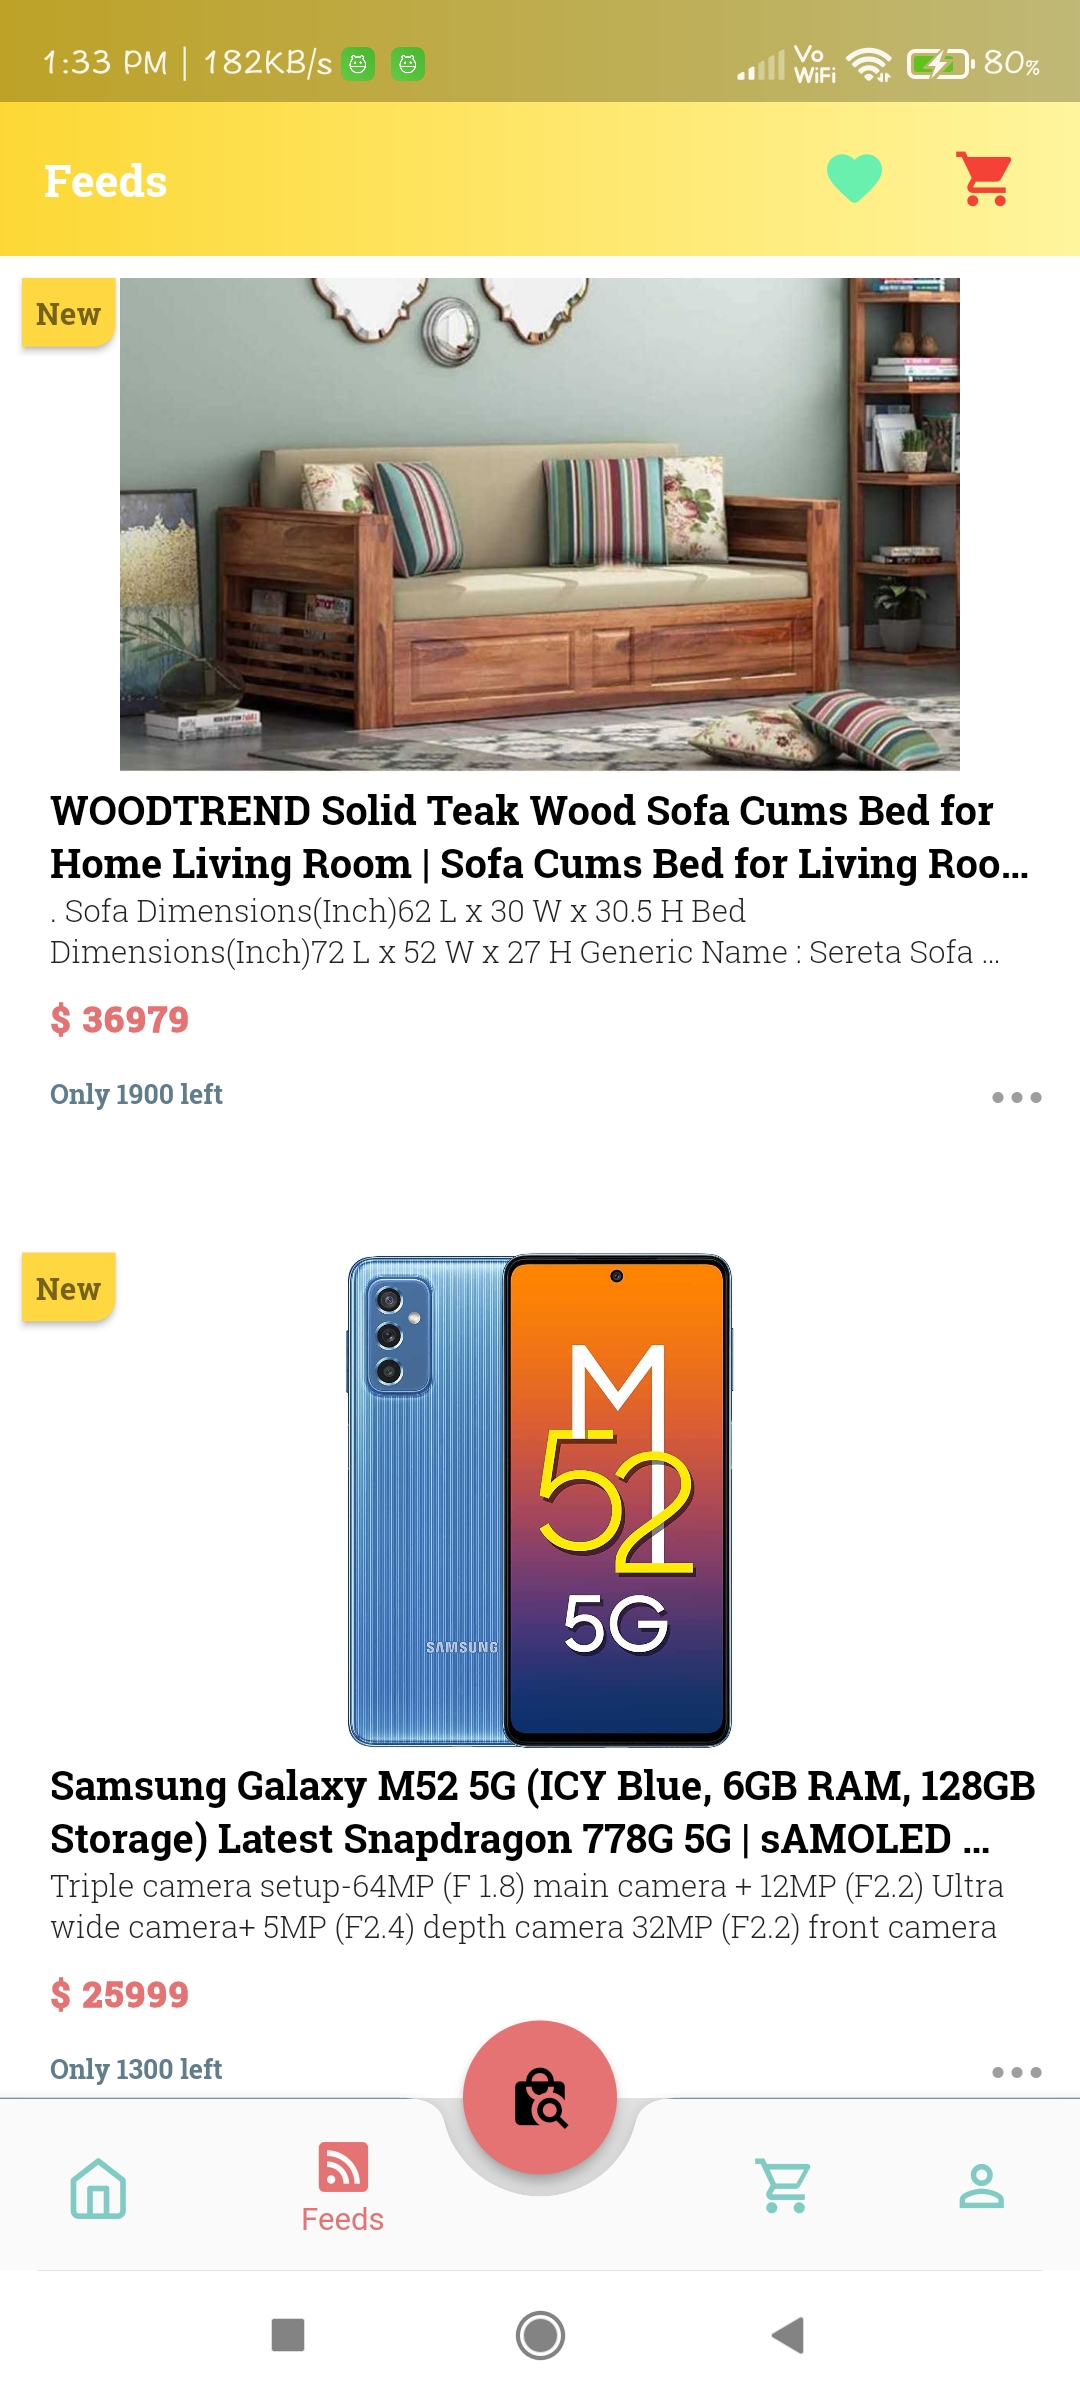 1:33 PM | 182KB/s
Vo
WiFi
80%
Feeds
New
smart
WOODTREND Solid Teak Wood Sofa Cums Bed for
Home Living Room | Sofa Cums Bed for Living Roo...
. Sofa Dimensions(Inch)62 L x 30 W x 30.5 H Bed
Dimensions(Inch)72 L x 52 W x 27 H Generic Name : Sereta Sofa ...
$ 36979
Only 1900 left
New
M
52
5G
SAMSUNG
Samsung Galaxy M52 5G (ICY Blue, 6GB RAM, 128GB
Storage) Latest Snapdragon 778G 5G | sAMOLED ...
Triple camera setup-64MP (F 1.8) main camera + 12MP (F2.2) Ultra
wide camera+ 5MP (F2.4) depth camera 32MP (F2.2) front camera
$ 25999
Only 1300 left
Feeds